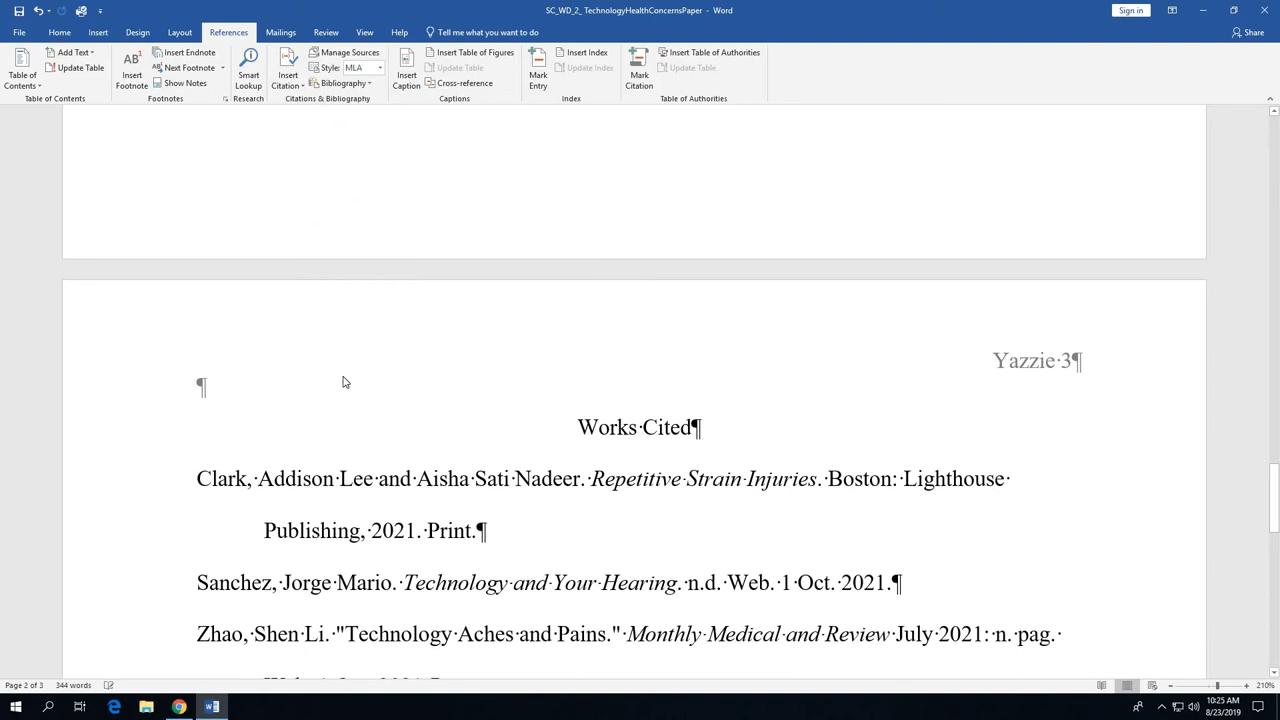 SC_WD_2_ TechnologyHealthConcernsPaper - Word
Sign in
File Home Insert Design Layout References Mailings Review View Help Tell me what you want to do Share
Table of Contents
Add Text
Update Table
Table of Contents
AB¹
Insert Footnote
Insert Endnote
Next Footnote
Show Notes
Footnotes
Smart Lookup
Research
Insert Citation
Manage Sources
Style: MLA
Bibliography
Citations & Bibliography
Insert Caption
Insert Table of Figures
Update Table
Cross-reference
Captions
Mark Entry
Insert Index
Update Index
Index
Mark Citation
Insert Table of Authorities
Update Table
Table of Authorities
Yazzie·3¶
¶
Works·Cited¶
Clark,·Addison·Lee·and·Aisha·Sati·Nadeer.·Repetitive·Strain·Injuries.·Boston:·Lighthouse·
Publishing,·2021.·Print.¶
Sanchez,·Jorge·Mario.·Technology·and·Your·Hearing.·n.d.·Web.·1·Oct.·2021.¶
Zhao,·Shen·Li.·"Technology·Aches·and·Pains."·Monthly·Medical·and·Review·July·2021:·n.·pag.·
Page 2 of 3 344 words 210%
10:25 AM
8/23/2019